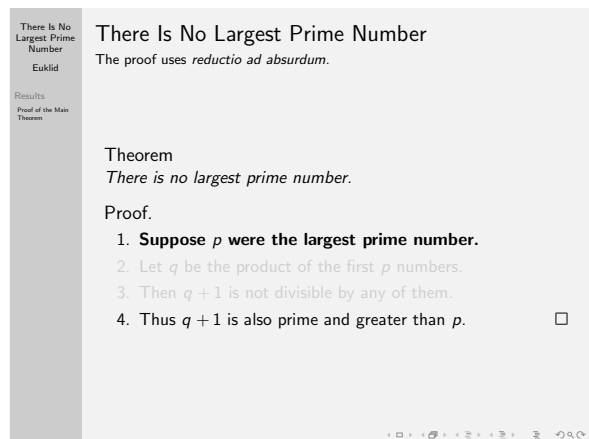 There Is No
Largest Prime
Number
Euklid
Results
Proof of the Main
Theorem
There Is No Largest Prime Number
The proof uses reductio ad absurdum.
Theorem
There is no largest prime number.
Proof.
1. Suppose p were the largest prime number.
2. Let q be the product of the first p numbers.
3. Then q + 1 is not divisible by any of them.
4. Thus q + 1 is also prime and greater than p. □